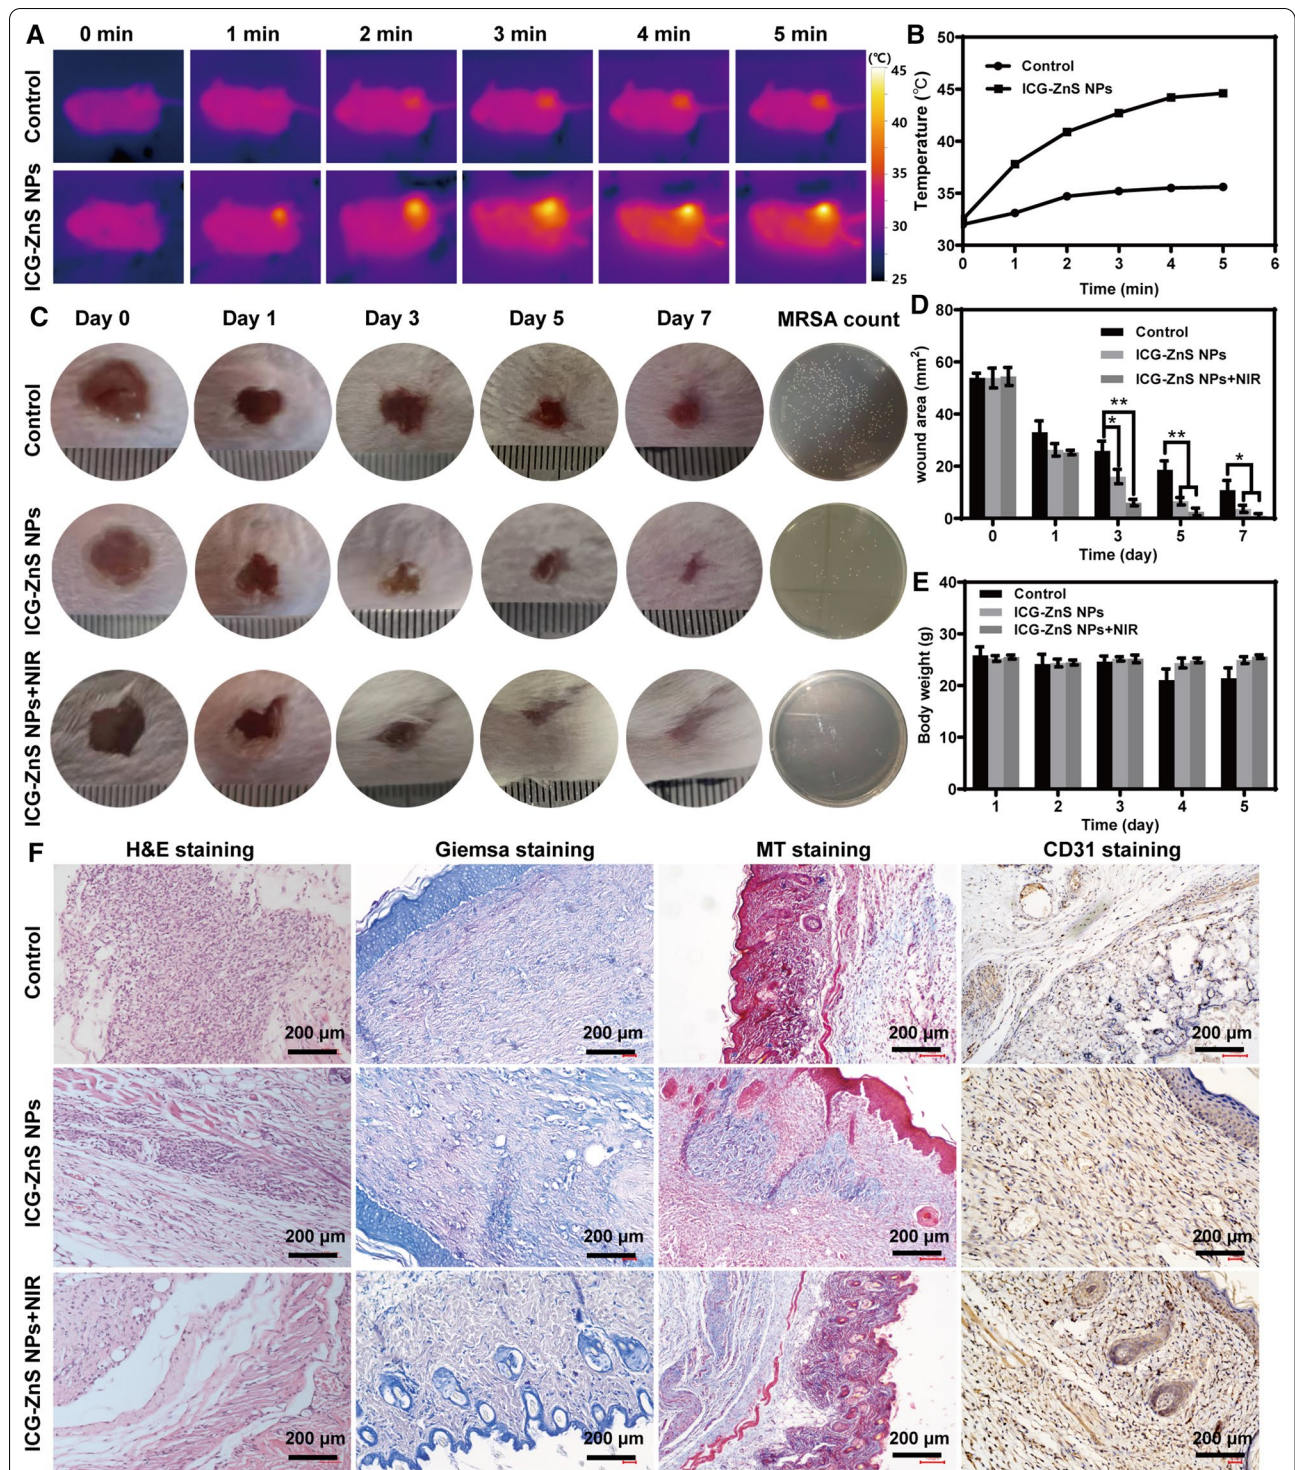 A
0 min
1 min
2 min
3 min
4 min
5 min
Control
ICG-ZnS NPs
(℃)
45
40
35
30
25
B
50
45
40
35
30
Temperature (℃)
Control
ICG-ZnS NPs
0
1
2
3
4
5
6
Time (min)
C
Day 0
Day 1
Day 3
Day 5
Day 7
MRSA count
Control
ICG-ZnS NPs
ICG-ZnS NPs+NIR
D
80
60
40
20
0
wound area (mm²)
Control
ICG-ZnS NPs
ICG-ZnS NPs+NIR
**
*
**
*
0
1
3
5
7
Time (day)
E
40
30
20
10
0
Body weight (g)
Control
ICG-ZnS NPs
ICG-ZnS NPs+NIR
1
2
3
4
5
Time (day)
F
H&E staining
Giemsa staining
MT staining
CD31 staining
Control
200 μm
200 μm
200 μm
200 μm
ICG-ZnS NPs
200 μm
200 μm
200 μm
200 μm
ICG-ZnS NPs+NIR
200 μm
200 μm
200 μm
200 μm